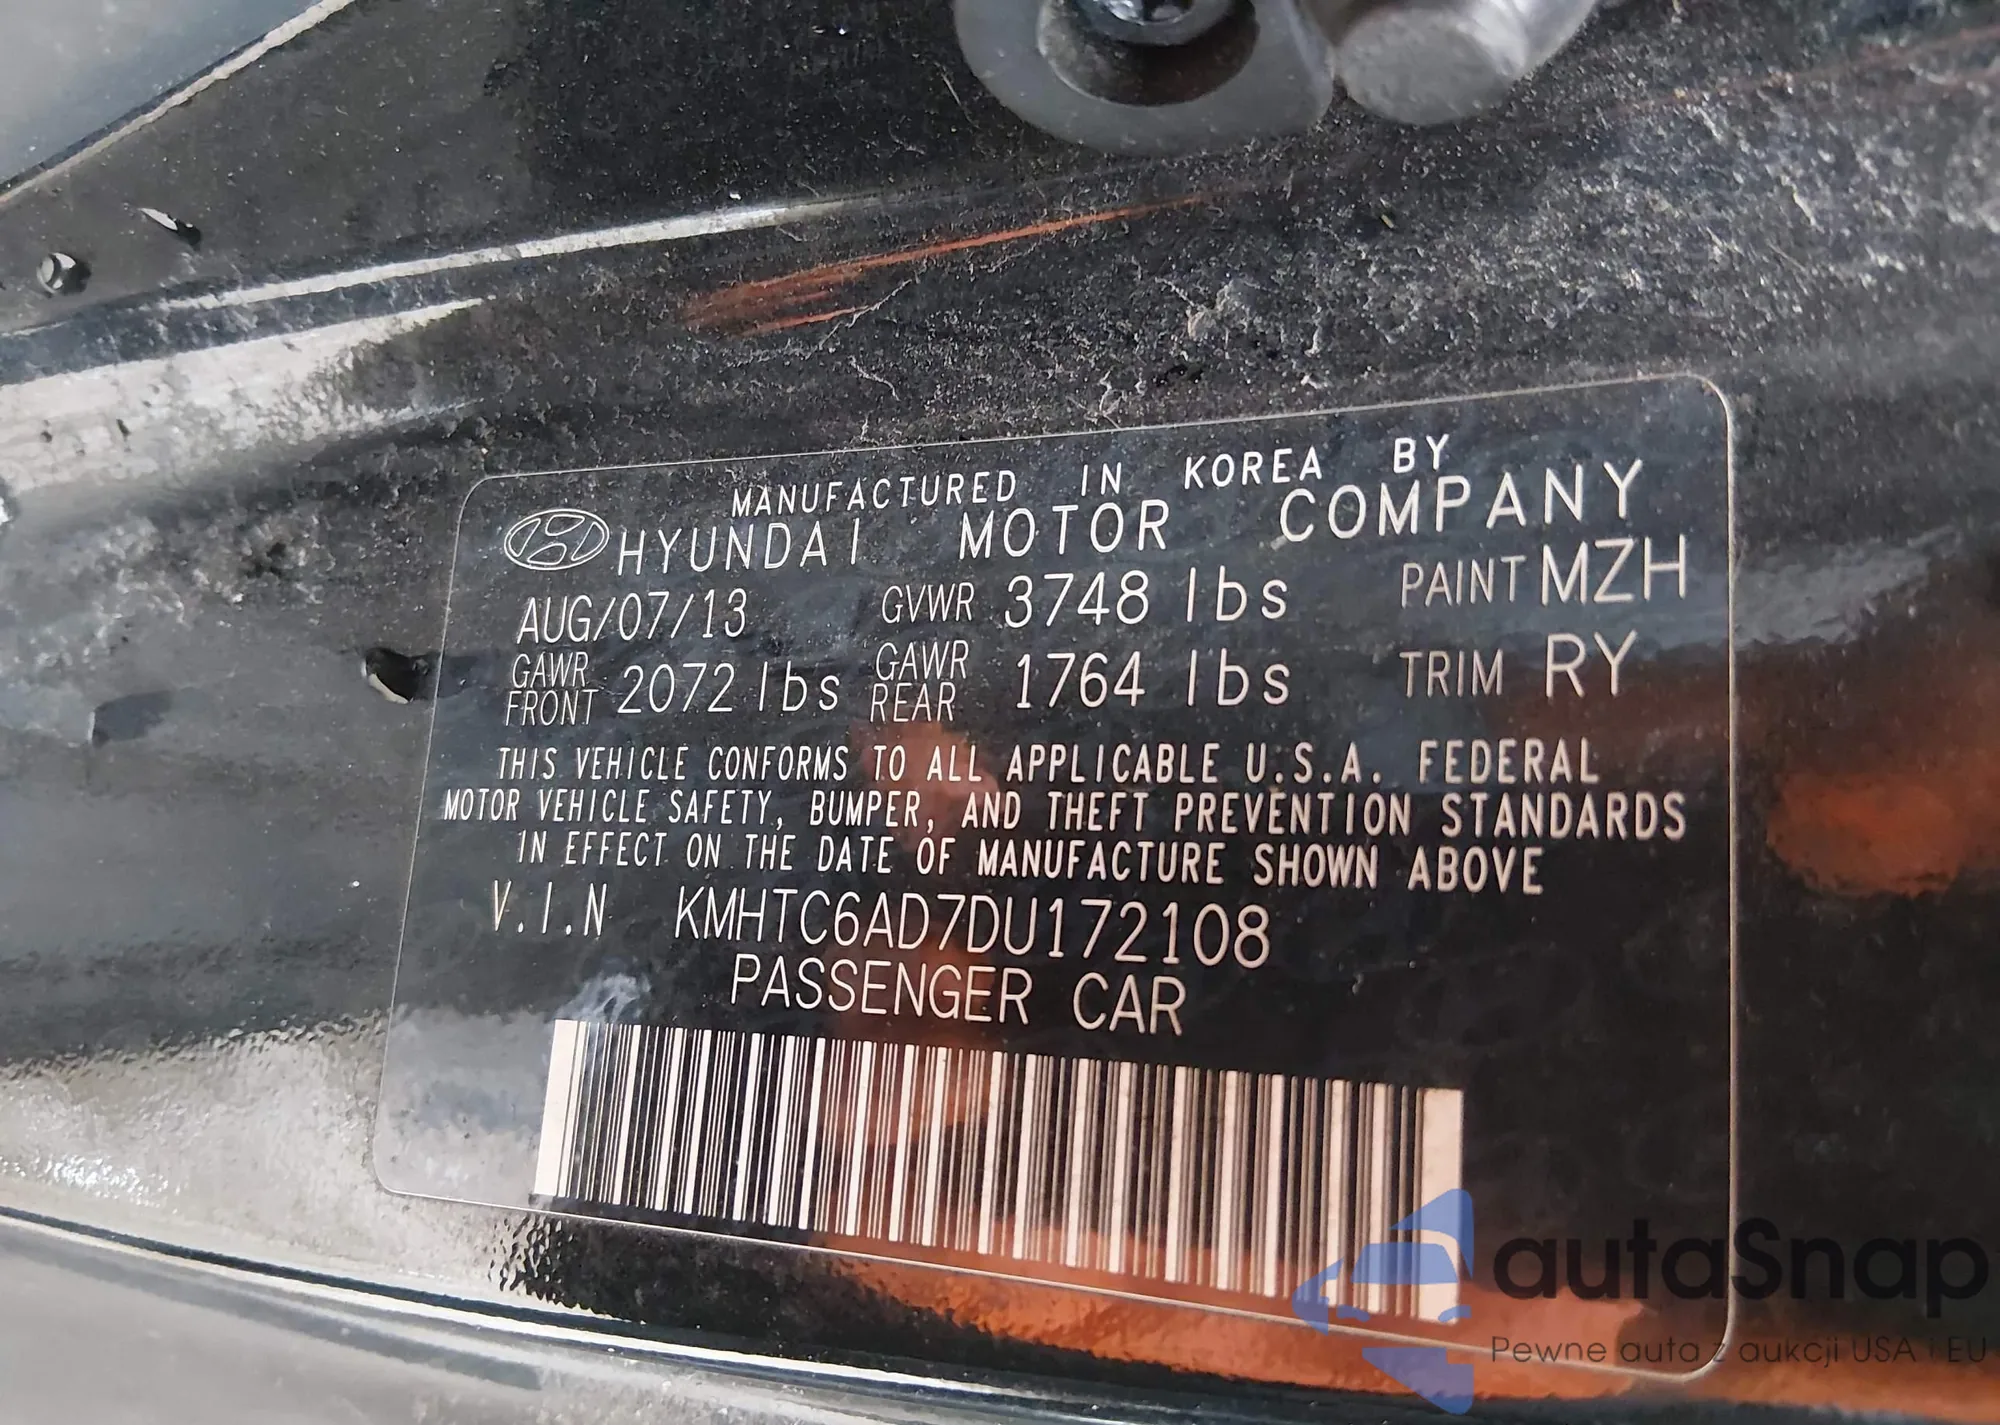 MANUFACTURED IN KOREA BY
HYUNDAI MOTOR COMPANY
AUG/07/13 GVWR 3748 lbs PAINT MZH
GAWR FRONT 2072 lbs GAWR REAR 1764 lbs TRIM RY
THIS VEHICLE CONFORMS TO ALL APPLICABLE U.S.A. FEDERAL
MOTOR VEHICLE SAFETY, BUMPER, AND THEFT PREVENTION STANDARDS
IN EFFECT ON THE DATE OF MANUFACTURE SHOWN ABOVE
V.I.N KMHTC6AD7DU172108
PASSENGER CAR
autaSnap
Pewne auta z aukcji USA i EU